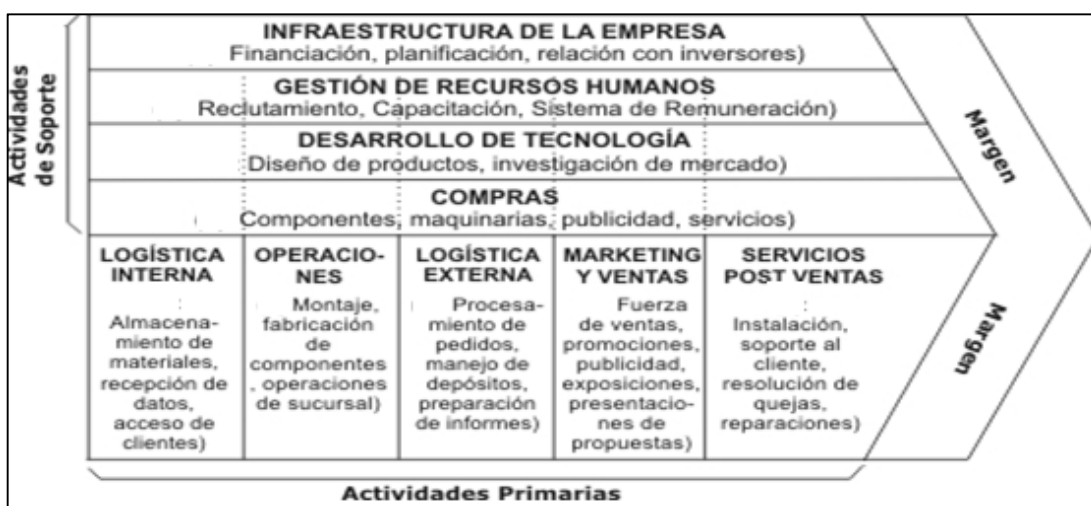 INFRAESTRUCTURA DE LA EMPRESA
Financiación, planificación, relación con inversores)
GESTIÓN DE RECURSOS HUMANOS
Reclutamiento, Capacitación, Sistema de Remuneración)
DESARROLLO DE TECNOLOGÍA
Diseño de productos, investigación de mercado)
COMPRAS
Componentes, maquinarias, publicidad, servicios)
Actividades
de Soporte
LOGÍSTICA
INTERNA
:
Almacena-
miento de
materiales,
recepción de
datos,
acceso de
clientes)
OPERACIO-
NES
Montaje,
fabricación
de
componentes
, operaciones
de sucursal)
LOGÍSTICA
EXTERNA
( Procesa-
miento de
pedidos,
manejo de
depósitos,
preparación
de informes)
MARKETING
Y VENTAS
( Fuerza
de ventas,
promociones,
publicidad,
exposiciones,
presentacio-
nes de
propuestas)
SERVICIOS
POST VENTAS
:
Instalación,
soporte al
cliente,
resolución de
quejas,
reparaciones)
Margen
Margen
Actividades Primarias